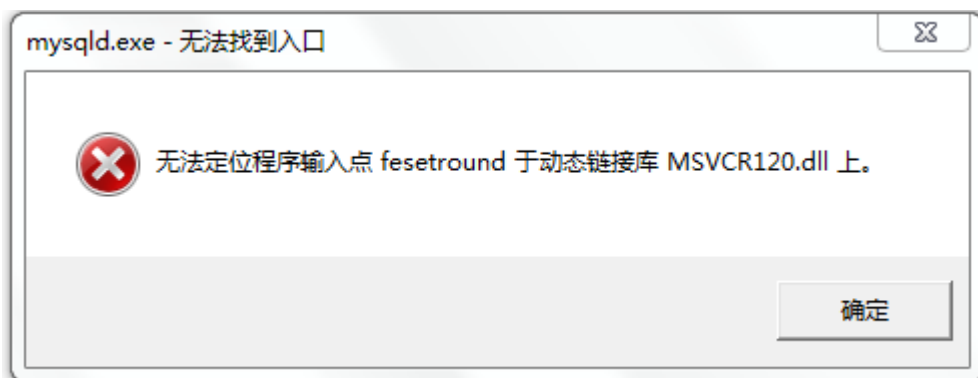 mysqld.exe - 无法找到入口
无法定位程序输入点 fesetround 于动态链接库 MSVCR120.dll 上。
确定